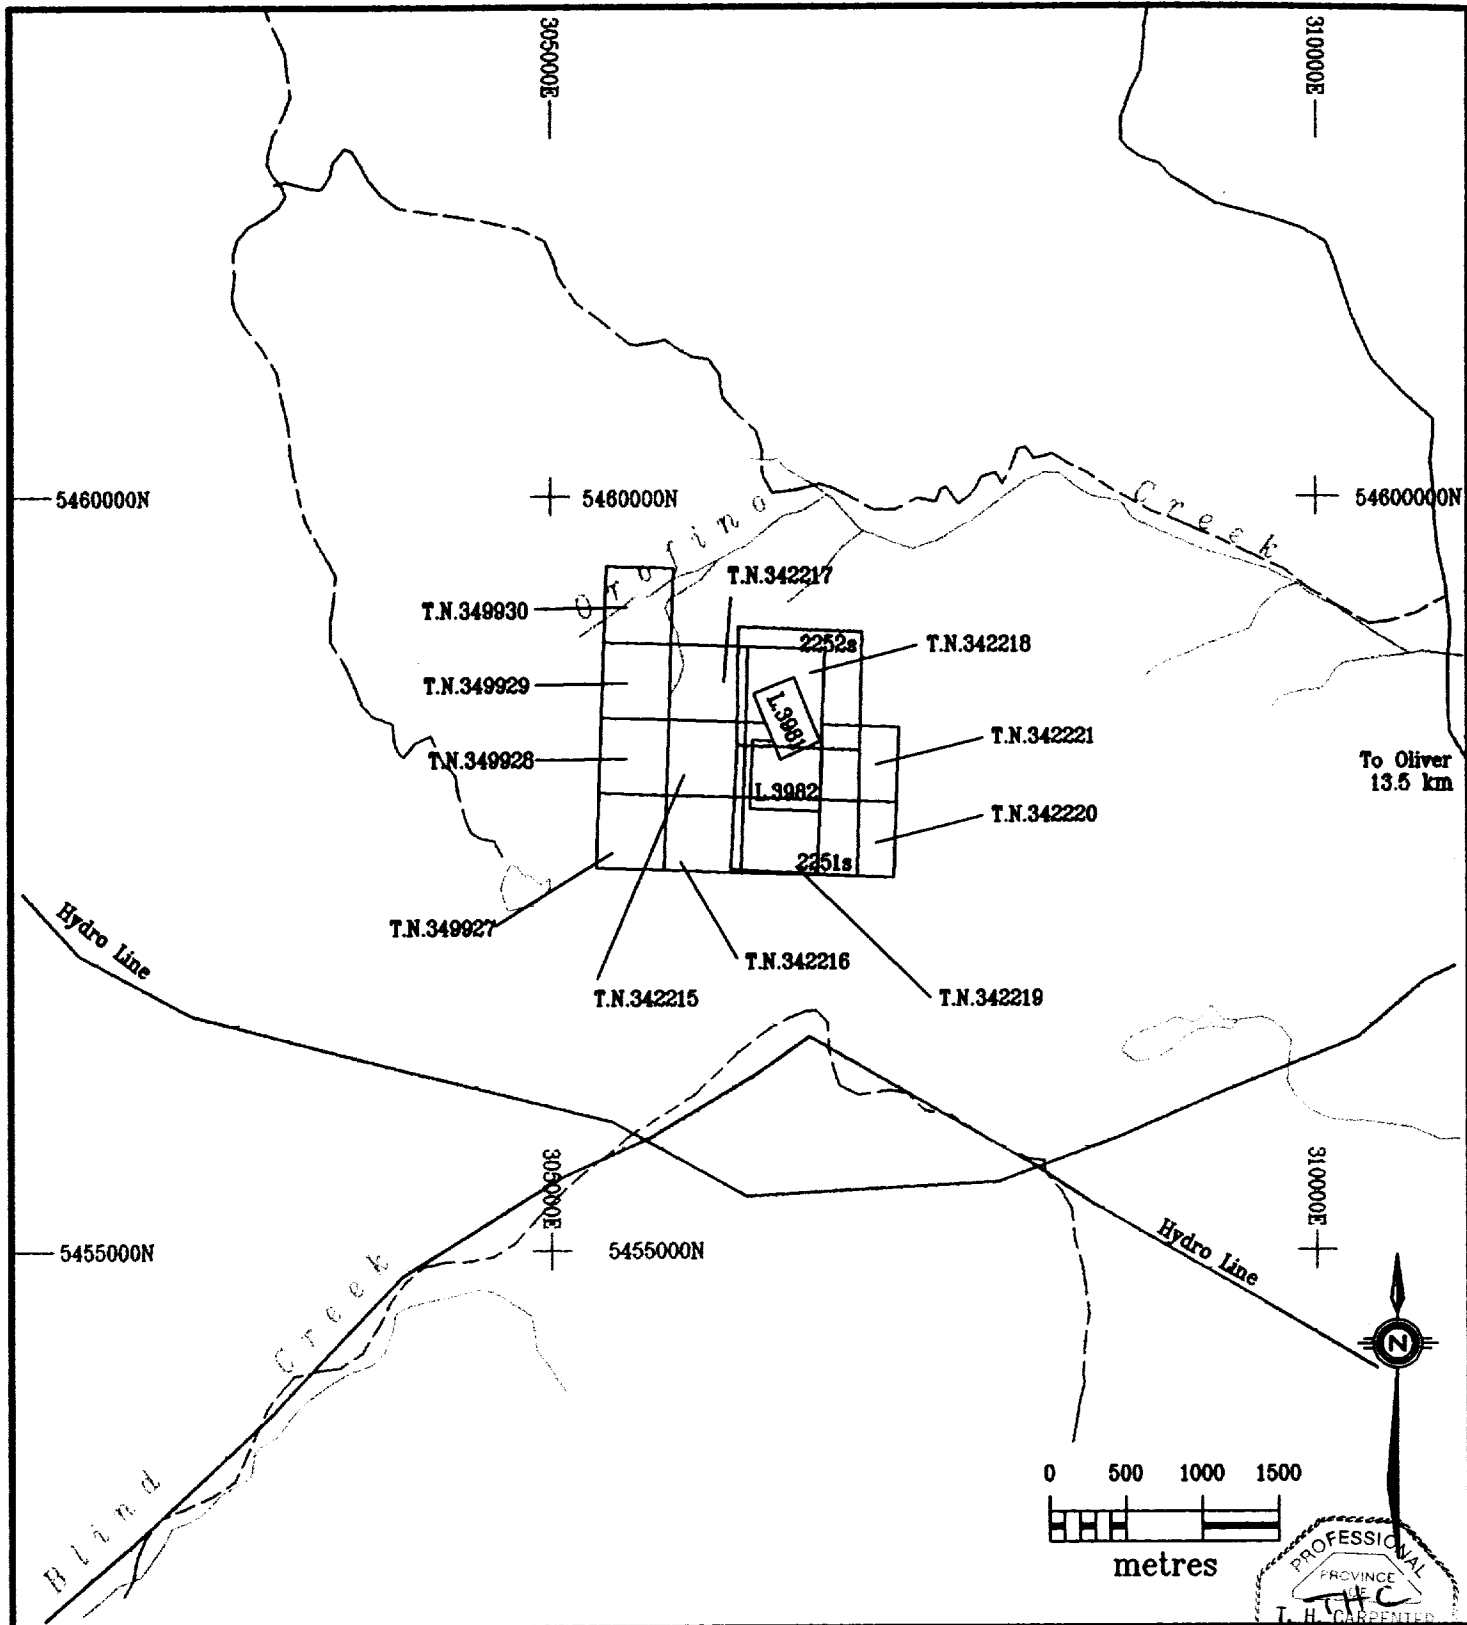 305000E
310000E
5460000N
5460000N
54600000N
Orofino
Creek
T.N.342217
T.N.349930
2252s
T.N.342218
T.N.349929
L.3981
T.N.342221
T.N.349928
To Oliver
13.5 km
L.3982
T.N.342220
2251s
Hydro Line
T.N.349927
T.N.342216
T.N.342215
T.N.342219
305000E
310000E
5455000N
5455000N
Hydro Line
Blind Creek
N
0 500 1000 1500
metres
PROFESSIONAL
PROVINCE
OF
THC
T. H. CARPENTER